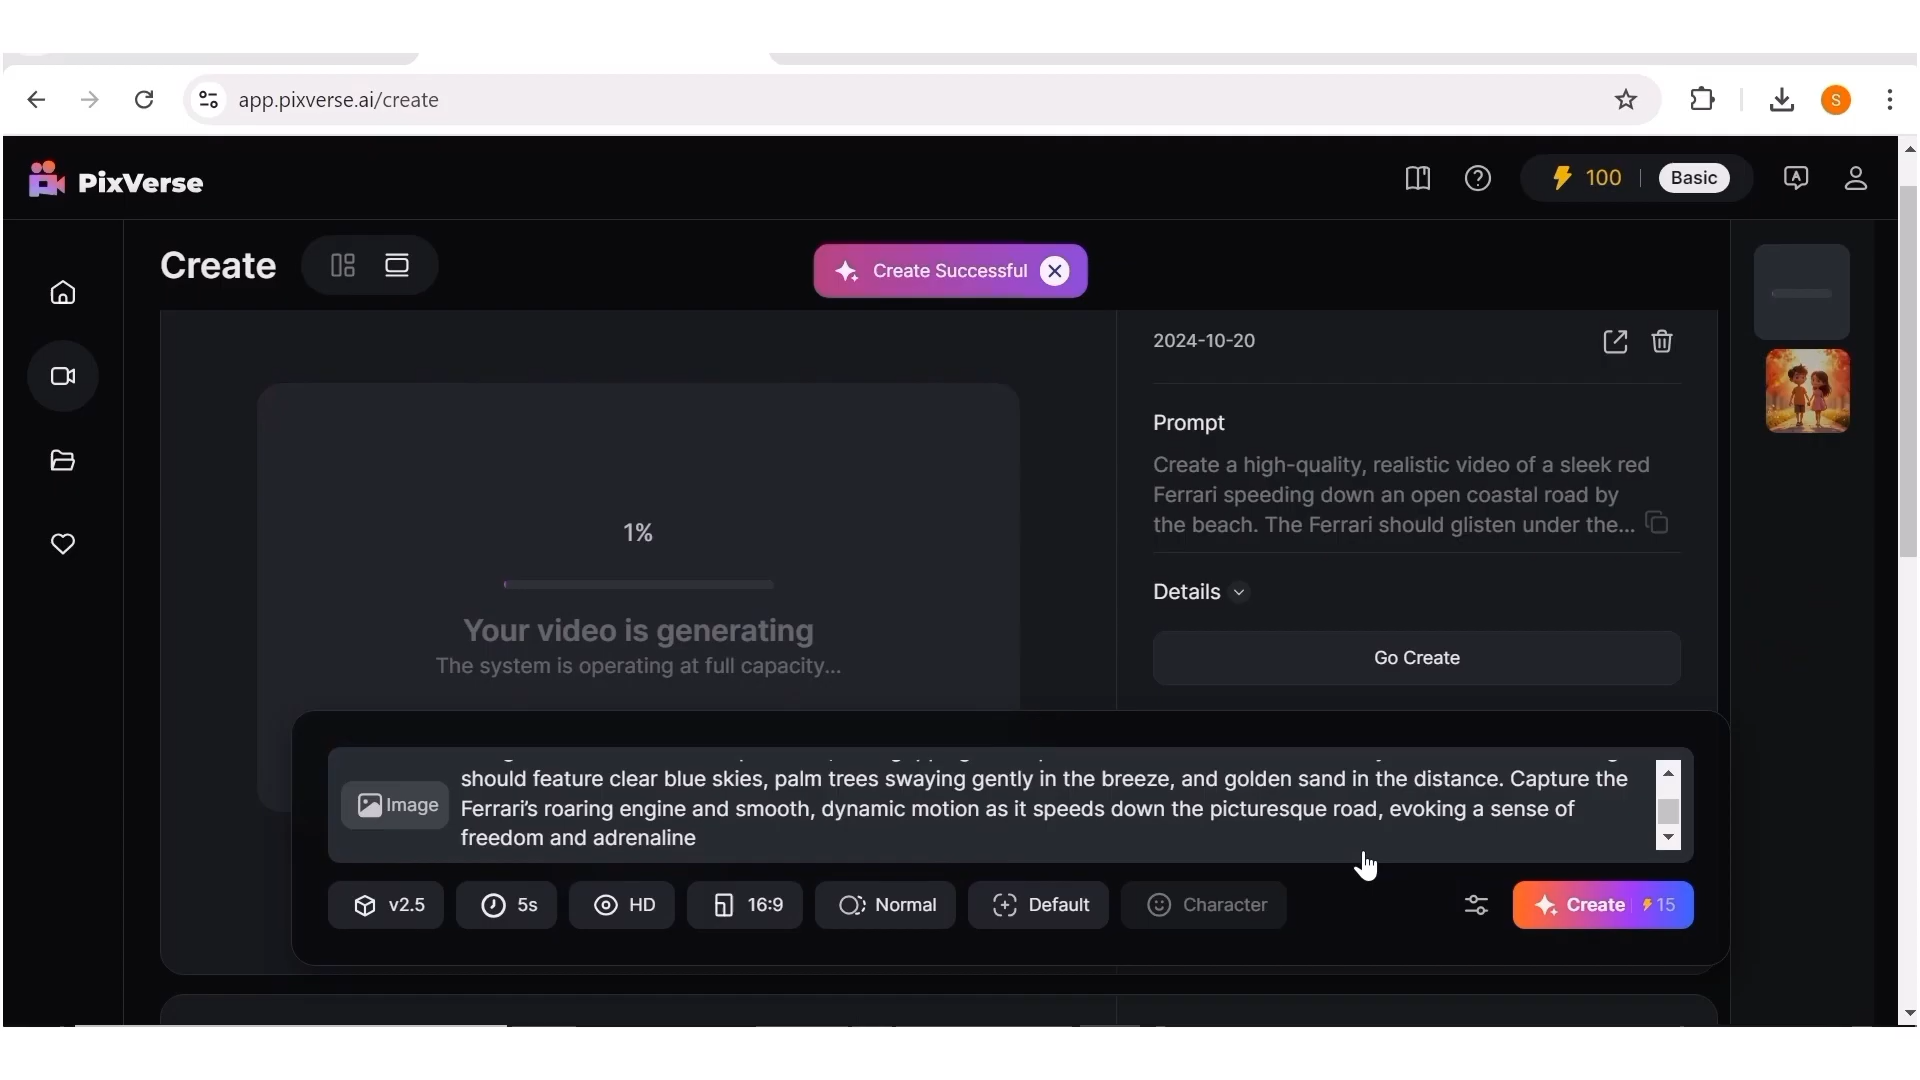 app.pixverse.ai/create
S
PixVerse
100
Basic
A
Create
Create Successful
2024-10-20
Prompt
Create a high-quality, realistic video of a sleek red
Ferrari speeding down an open coastal road by
the beach. The Ferrari should glisten under the...
1%
Your video is generating
The system is operating at full capacity...
Details
Go Create
Image
should feature clear blue skies, palm trees swaying gently in the breeze, and golden sand in the distance. Capture the
Ferrari’s roaring engine and smooth, dynamic motion as it speeds down the picturesque road, evoking a sense of
freedom and adrenaline
v2.5
5s
HD
16:9
Normal
Default
Character
Create
15